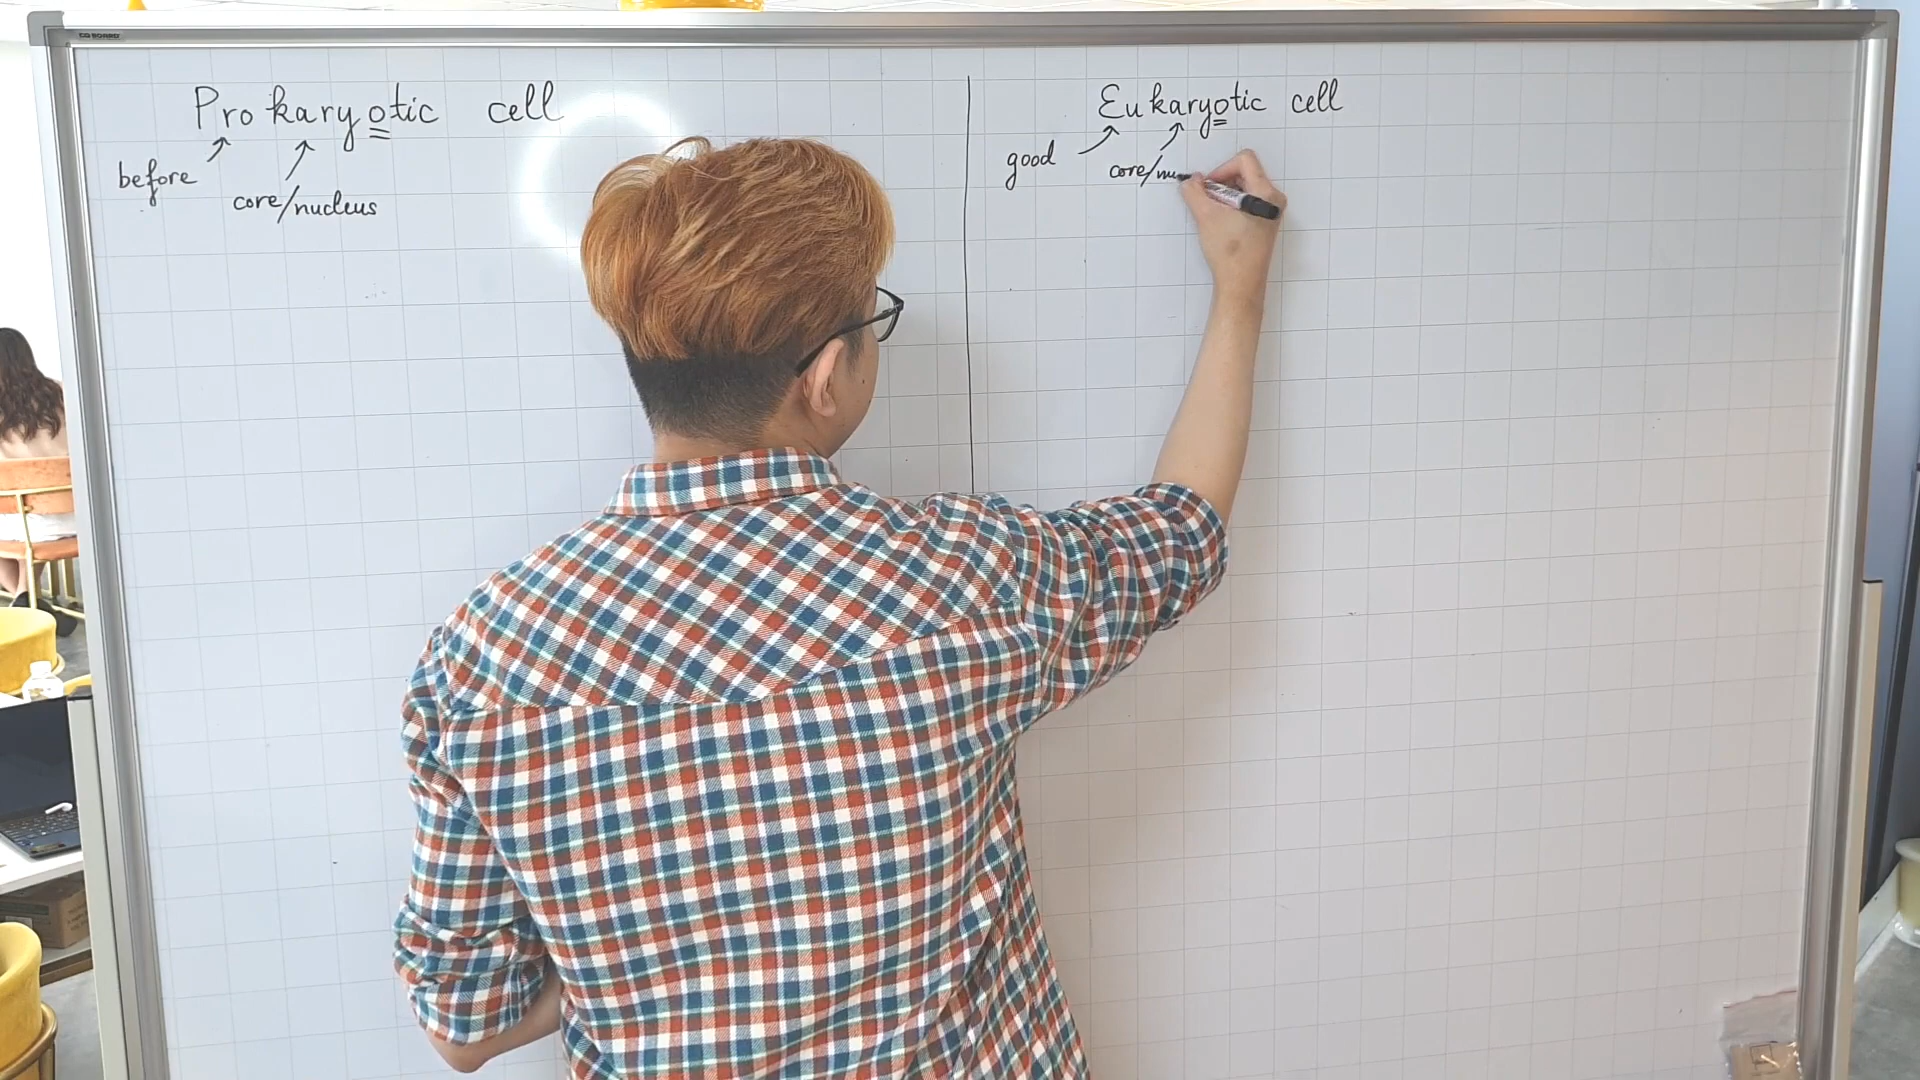 Prokaryotic cell
before
core/nucleus
Eukaryotic cell
good
core/nu